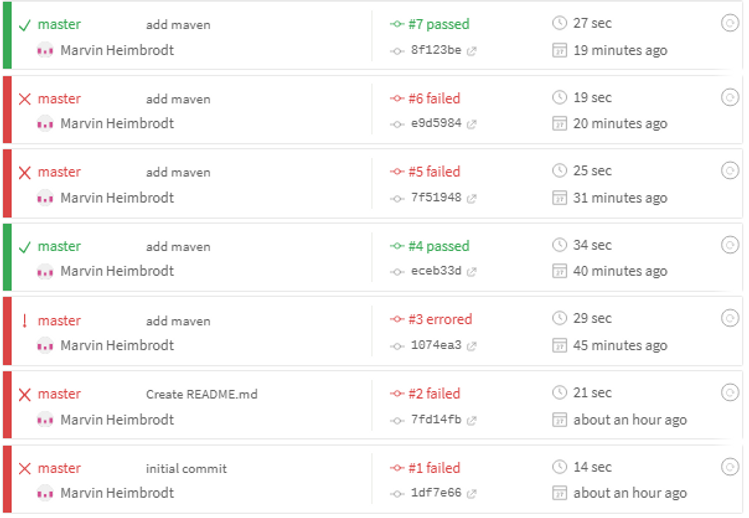 master add maven #7 passed 27 sec
Marvin Heimbrodt 8f123be 19 minutes ago
master add maven #6 failed 19 sec
Marvin Heimbrodt e9d5984 20 minutes ago
master add maven #5 failed 25 sec
Marvin Heimbrodt 7f51948 31 minutes ago
master add maven #4 passed 34 sec
Marvin Heimbrodt eceb33d 40 minutes ago
master add maven #3 errored 29 sec
Marvin Heimbrodt 1074ea3 45 minutes ago
master Create README.md #2 failed 21 sec
Marvin Heimbrodt 7fd14fb about an hour ago
master initial commit #1 failed 14 sec
Marvin Heimbrodt 1df7e66 about an hour ago